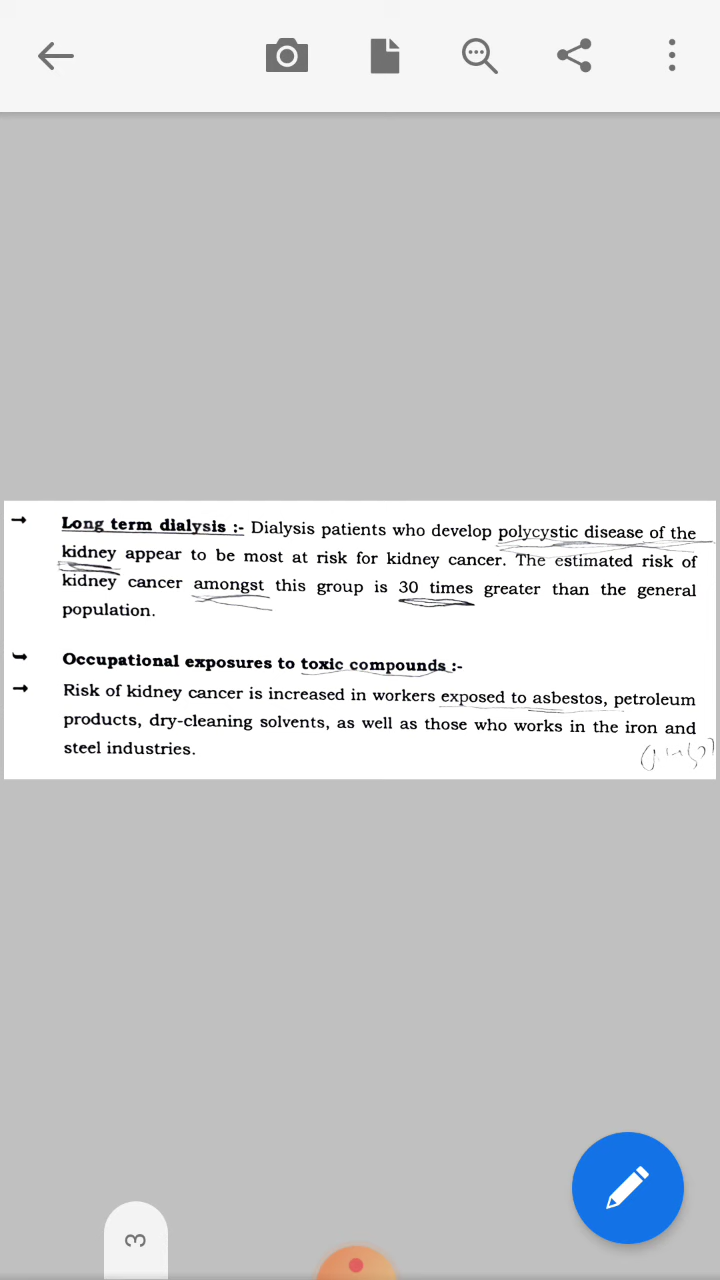 → Long term dialysis :- Dialysis patients who develop polycystic disease of the
kidney appear to be most at risk for kidney cancer. The estimated risk of
kidney cancer amongst this group is 30 times greater than the general
population.
Occupational exposures to toxic compounds :-
→ Risk of kidney cancer is increased in workers exposed to asbestos, petroleum
products, dry-cleaning solvents, as well as those who works in the iron and
steel industries.
3